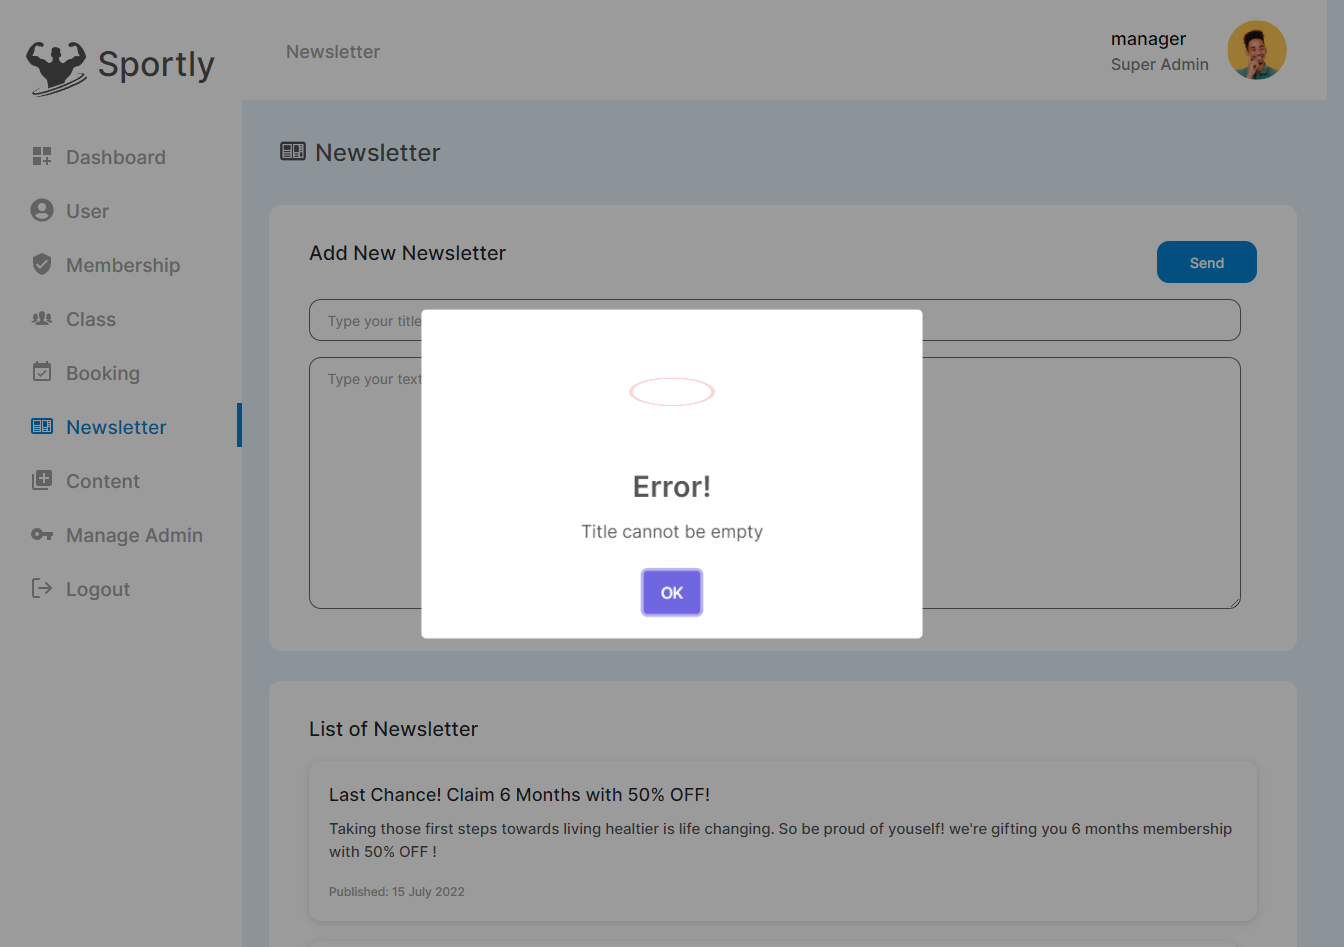 Sportly
Newsletter
manager
Super Admin
Dashboard
User
Membership
Class
Booking
Newsletter
Content
Manage Admin
Logout
Newsletter
Add New Newsletter
Send
Type your title
Type your text
Error!
Title cannot be empty
OK
List of Newsletter
Last Chance! Claim 6 Months with 50% OFF!
Taking those first steps towards living healtier is life changing. So be proud of youself! we're gifting you 6 months membership
with 50% OFF !
Published: 15 July 2022